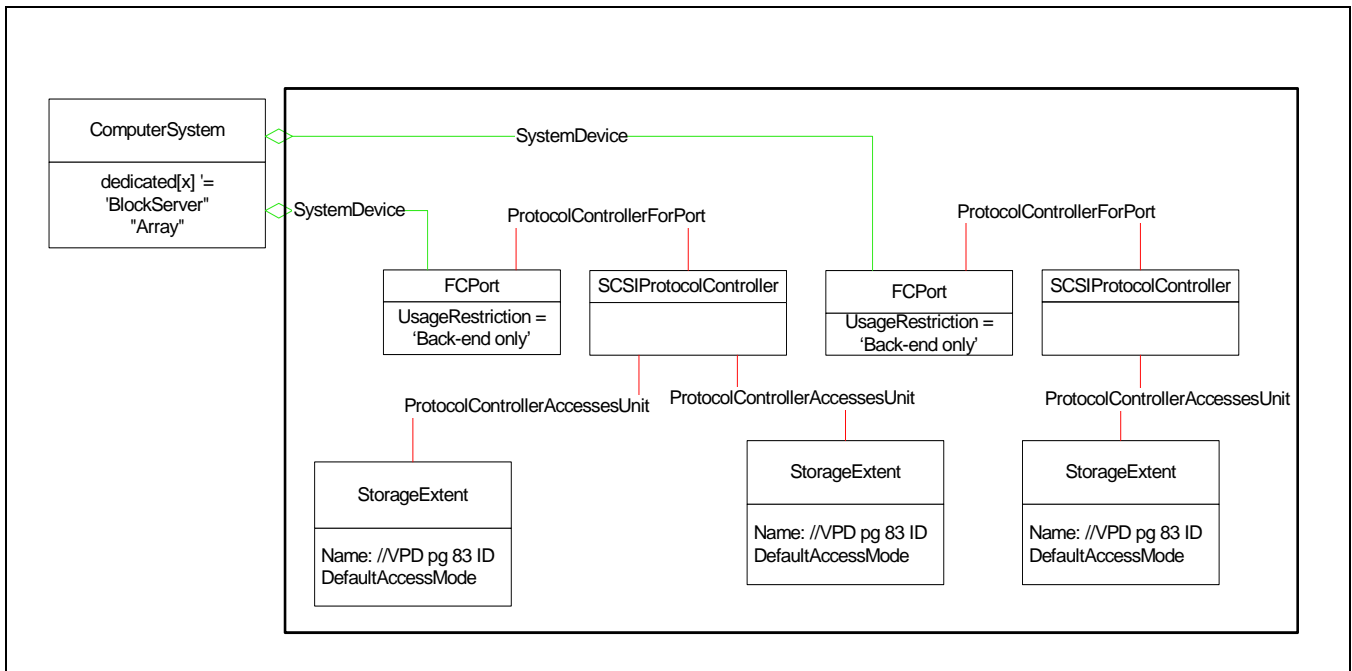 ComputerSystem
dedicated[x] '=
'BlockServer"
"Array"
SystemDevice
SystemDevice
ProtocolControllerForPort
ProtocolControllerForPort
FCPort
UsageRestriction =
‘Back-end only’
SCSIProtocolController
FCPort
UsageRestriction =
‘Back-end only’
SCSIProtocolController
ProtocolControllerAccessesUnit
ProtocolControllerAccessesUnit
ProtocolControllerAccessesUnit
StorageExtent
Name: //VPD pg 83 ID
DefaultAccessMode
StorageExtent
Name: //VPD pg 83 ID
DefaultAccessMode
StorageExtent
Name: //VPD pg 83 ID
DefaultAccessMode